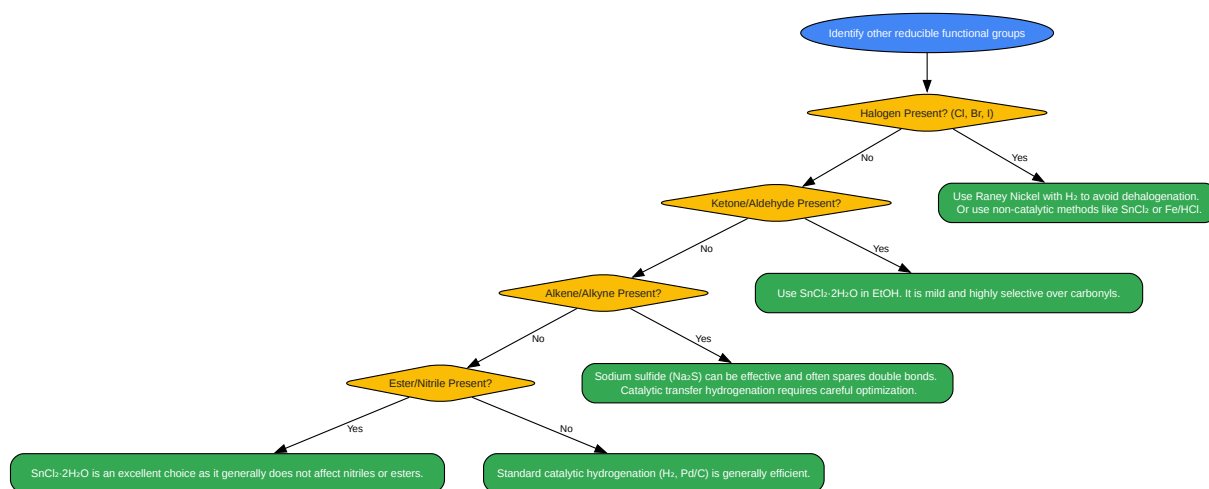 Identify other reducible functional groups
Halogen Present? (Cl, Br, I)
No
Yes
Use Raney Nickel with H₂ to avoid dehalogenation.
Or use non-catalytic methods like SnCl₂ or Fe/HCl.
Ketone/Aldehyde Present?
No
Yes
Use SnCl₂·2H₂O in EtOH. It is mild and highly selective over carbonyls.
Alkene/Alkyne Present?
No
Yes
Sodium sulfide (Na₂S) can be effective and often spares double bonds.
Catalytic transfer hydrogenation requires careful optimization.
Ester/Nitrile Present?
Yes
No
SnCl₂·2H₂O is an excellent choice as it generally does not affect nitriles or esters.
Standard catalytic hydrogenation (H₂, Pd/C) is generally efficient.